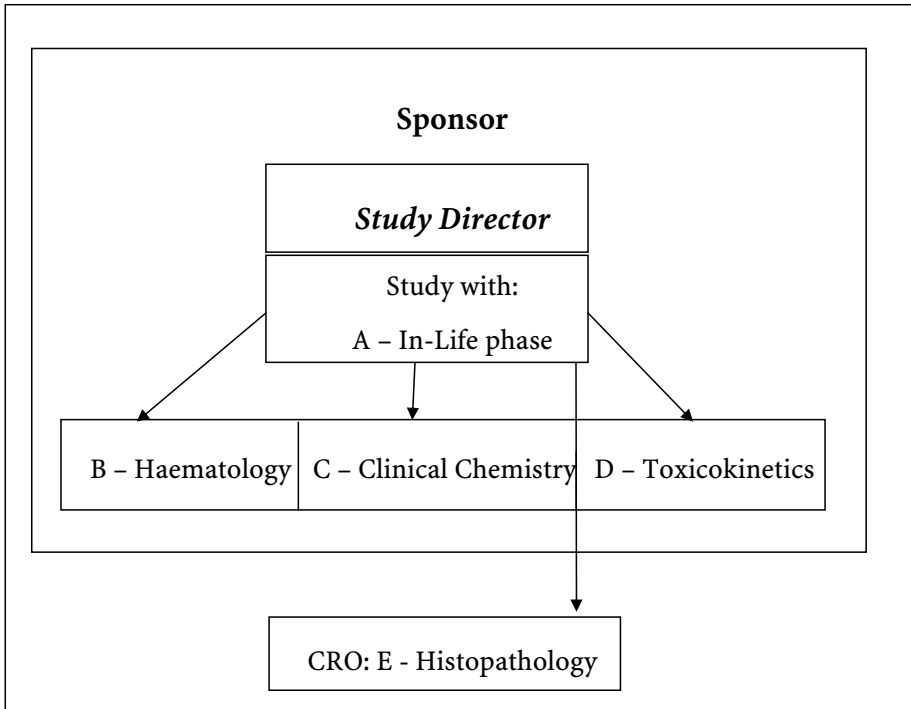 Sponsor
Study Director
Study with:
A – In-Life phase
B – Haematology
C – Clinical Chemistry
D – Toxicokinetics
CRO: E - Histopathology